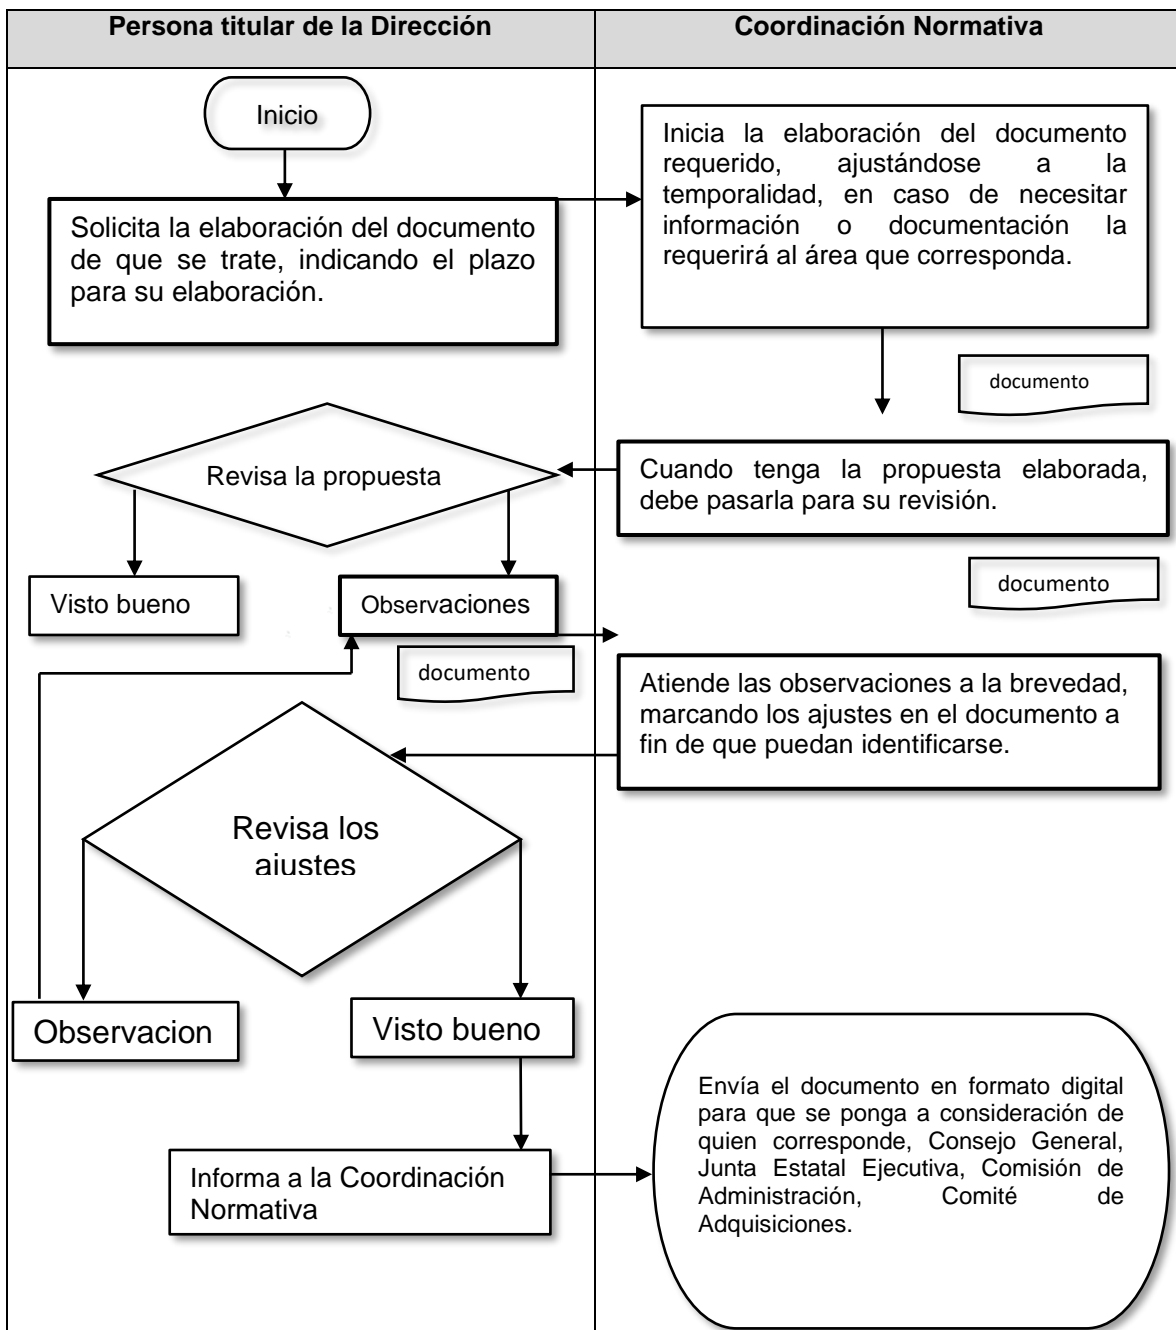 Persona titular de la Dirección
Coordinación Normativa
Inicio
Solicita la elaboración del documento
de que se trate, indicando el plazo
para su elaboración.
Inicia la elaboración del documento
requerido, ajustándose a la
temporalidad, en caso de necesitar
información o documentación la
requerirá al área que corresponda.
documento
Cuando tenga la propuesta elaborada,
debe pasarla para su revisión.
Revisa la propuesta
Visto bueno
Observaciones
documento
documento
Atiende las observaciones a la brevedad,
marcando los ajustes en el documento a
fin de que puedan identificarse.
Revisa los
ajustes
Observacion
Visto bueno
Informa a la Coordinación
Normativa
Envía el documento en formato digital
para que se ponga a consideración de
quien corresponde, Consejo General,
Junta Estatal Ejecutiva, Comisión de
Administración, Comité de
Adquisiciones.